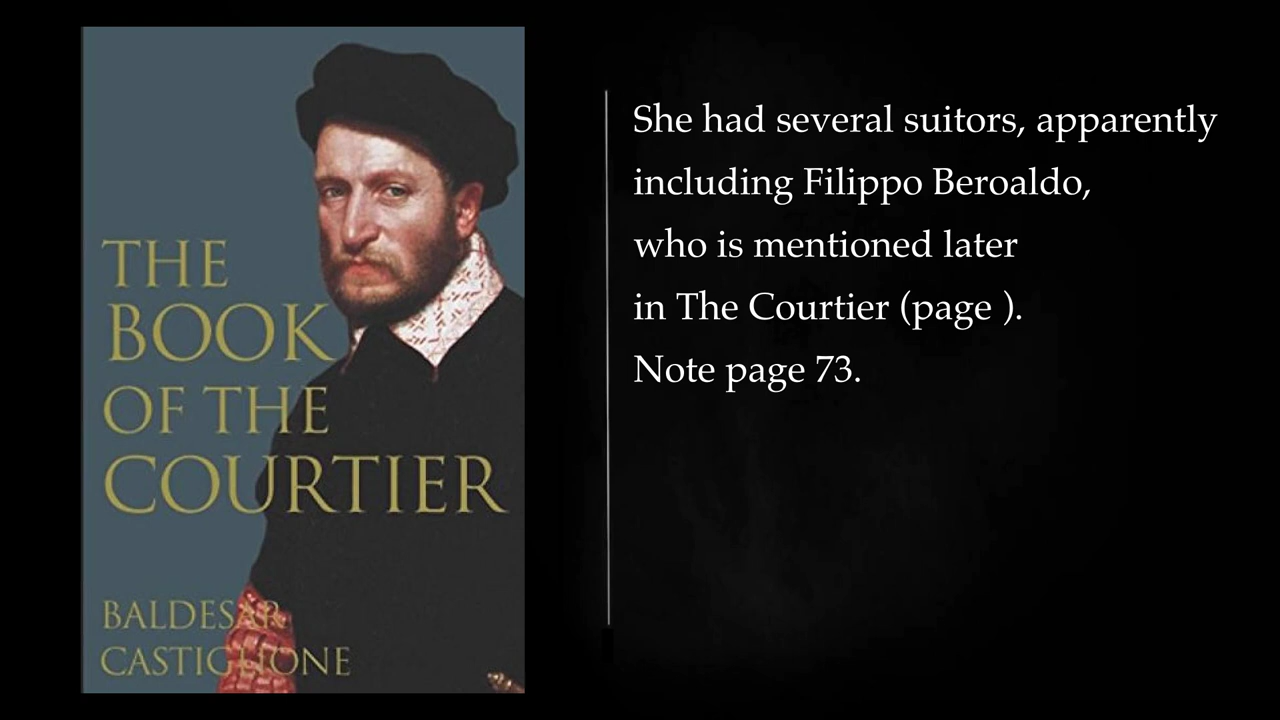 THE
BOOK
OF THE
COURTIER
BALDESAR
CASTIGLIONE
She had several suitors, apparently
including Filippo Beroaldo,
who is mentioned later
in The Courtier (page ).
Note page 73.